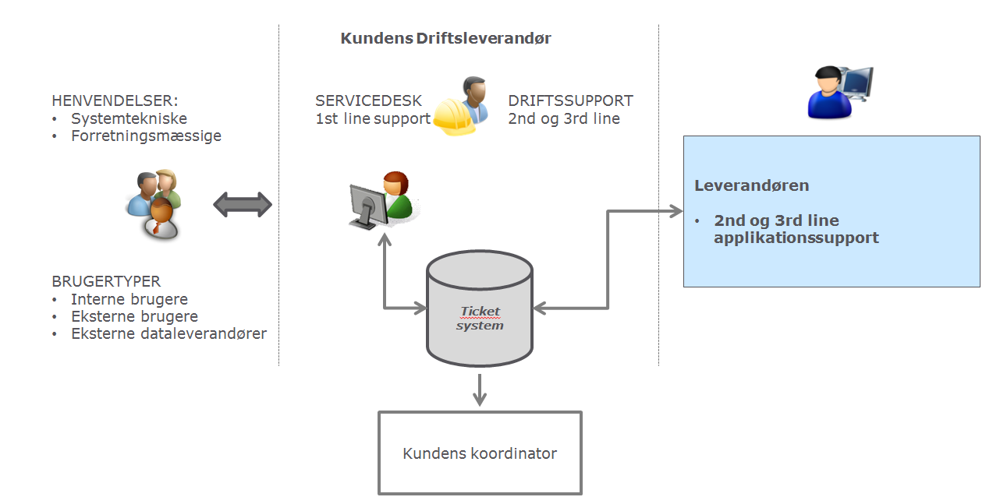 Kundens Driftsleverandør
HENVENDELSER:
• Systemtekniske
• Forretningsmæssige
SERVICEDESK
1st line support
DRIFTSSUPPORT
2nd og 3rd line
BRUGERTYPER
• Interne brugere
• Eksterne brugere
• Eksterne dataleverandører
Ticket
system
Leverandøren
• 2nd og 3rd line
applikationssupport
Kundens koordinator